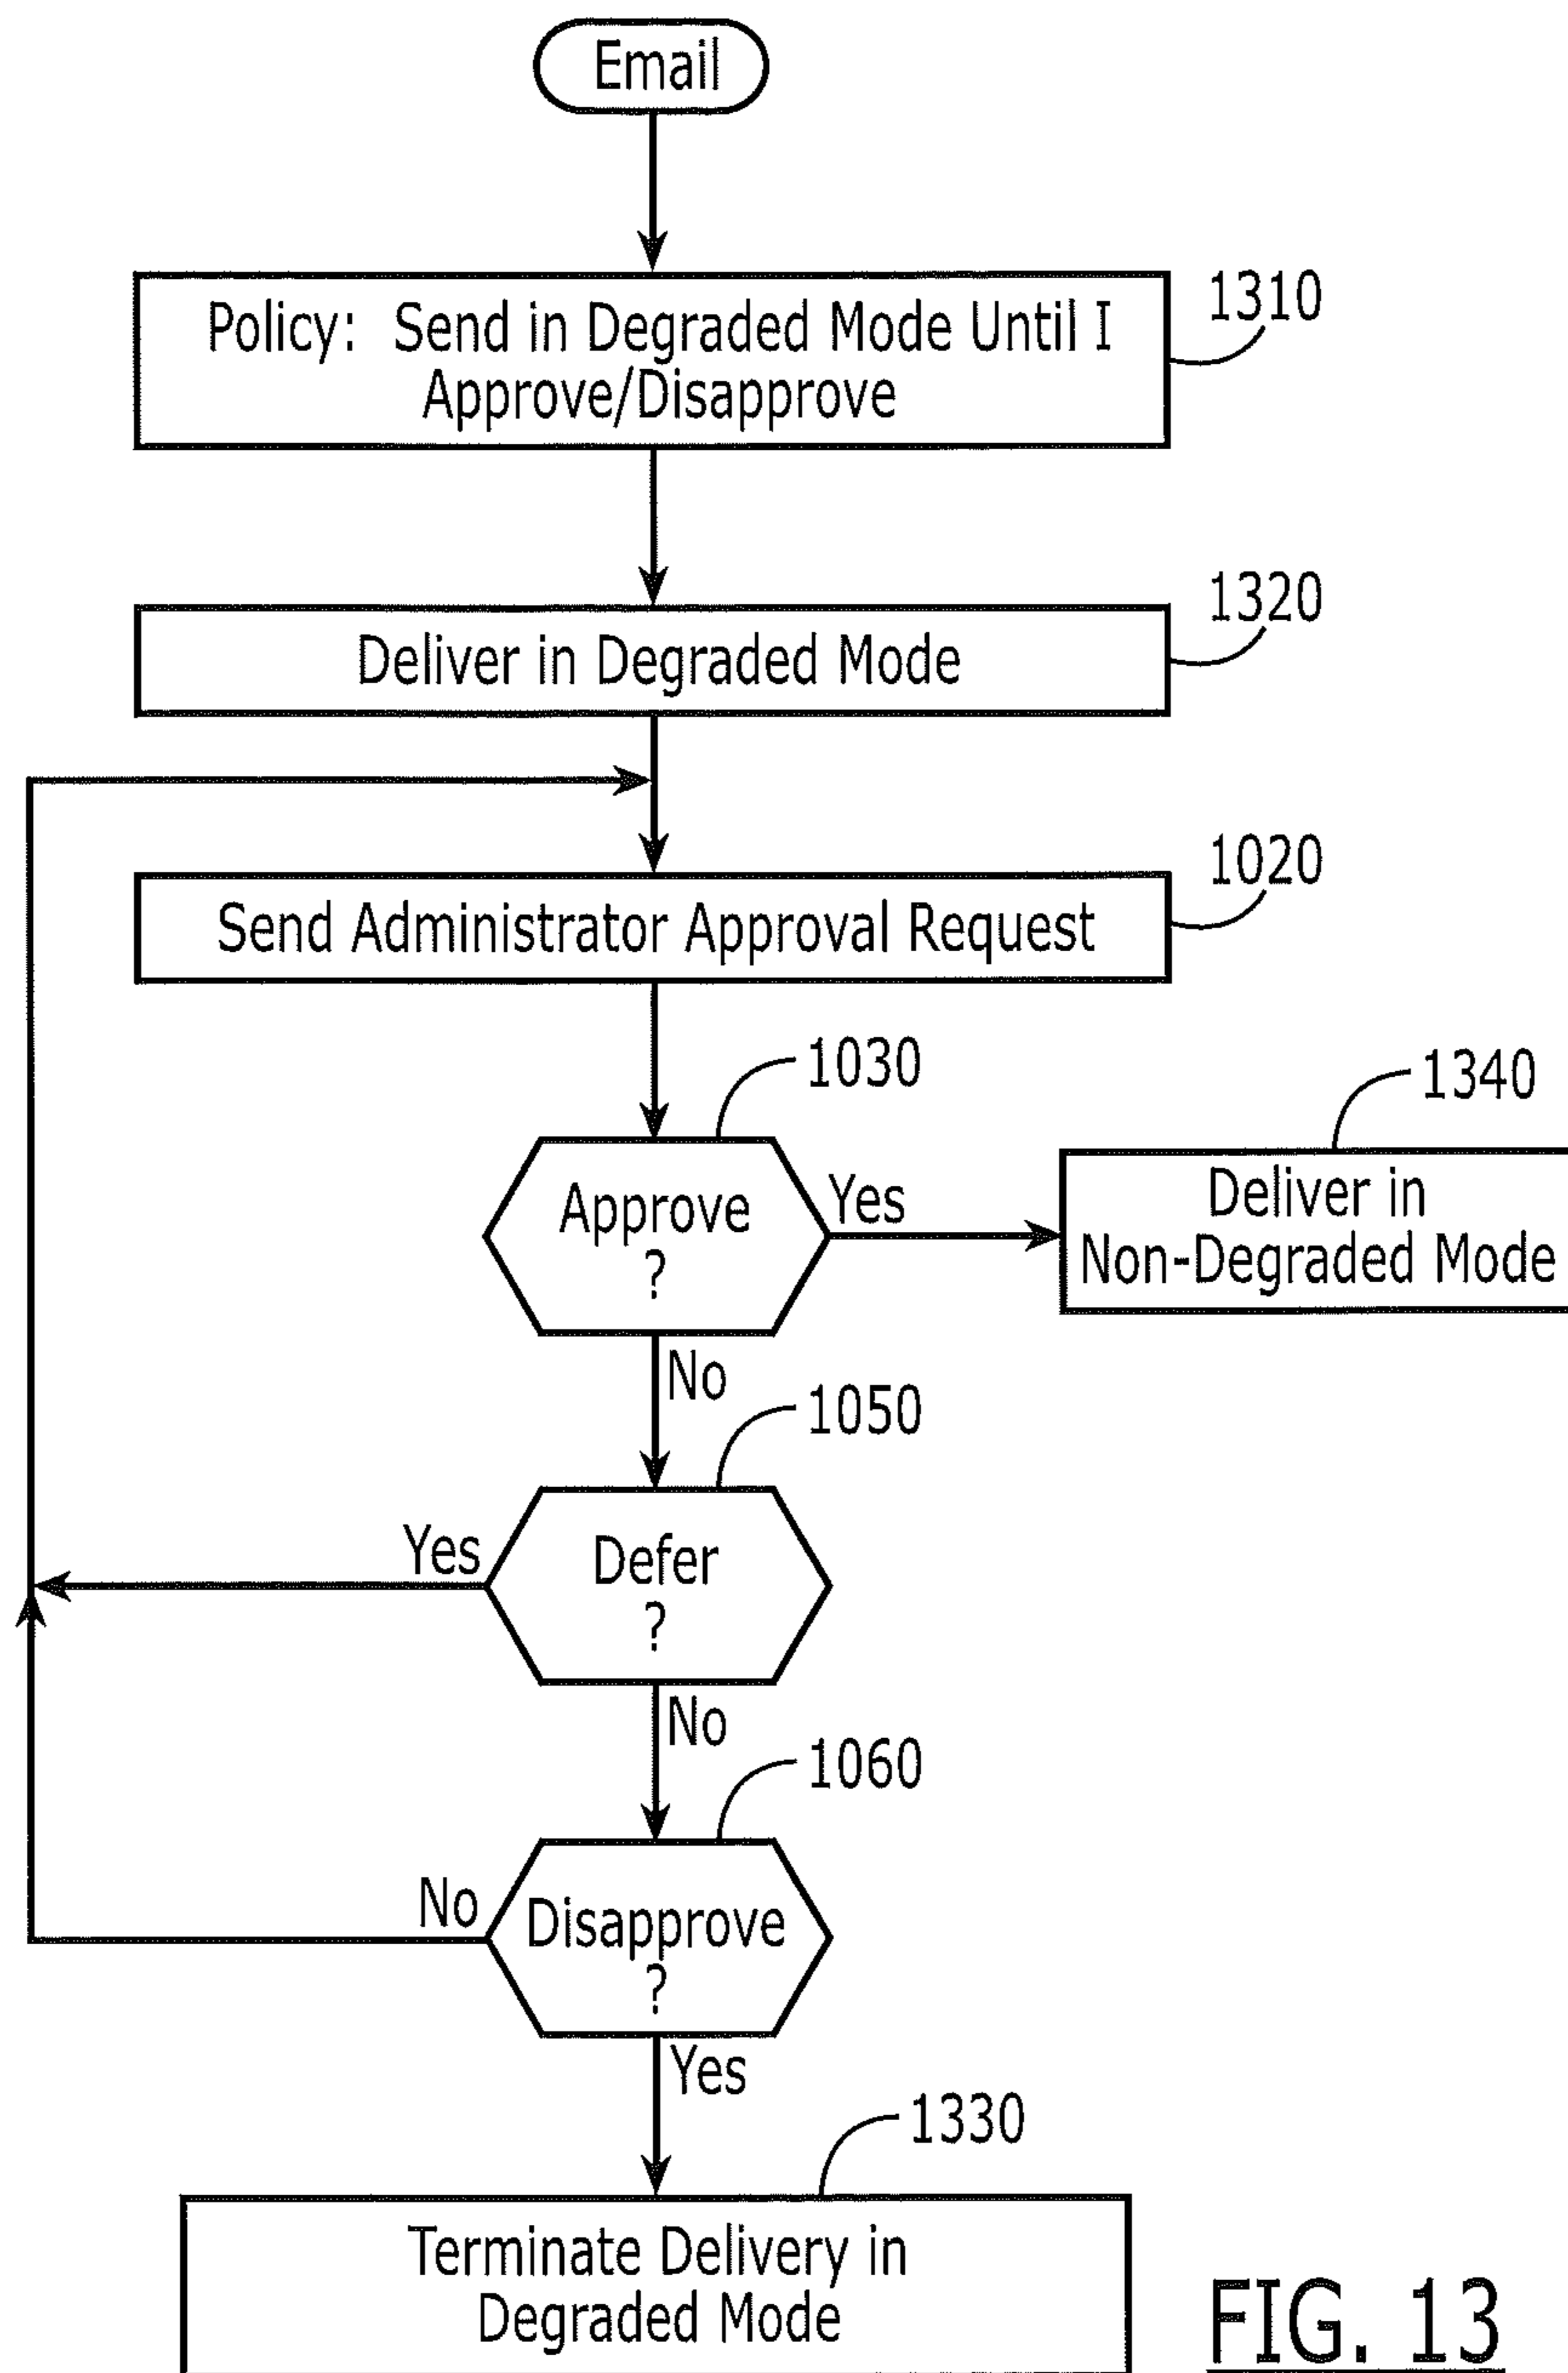 Email
Policy: Send in Degraded Mode Until I
Approve/Disapprove
1310
Deliver in Degraded Mode
1320
Send Administrator Approval Request
1020
1030
Approve
?
Yes
1340
Deliver in
Non-Degraded Mode
No
1050
Defer
?
Yes
No
1060
Disapprove
?
No
Yes
1330
Terminate Delivery in
Degraded Mode
FIG. 13